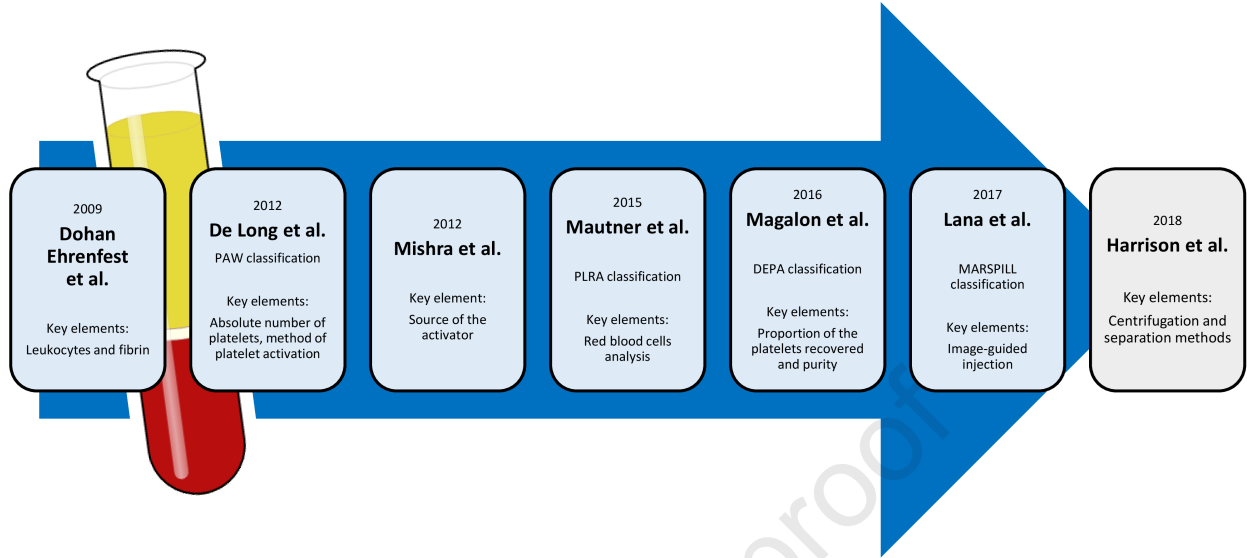 2009
Dohan
Ehrenfest
et al.
Key elements:
Leukocytes and fibrin
2012
De Long et al.
PAW classification
Key elements:
Absolute number of
platelets, method of
platelet activation
2012
Mishra et al.
Key element:
Source of the
activator
2015
Mautner et al.
PLRA classification
Key elements:
Red blood cells
analysis
2016
Magalon et al.
DEPA classification
Key elements:
Proportion of the
platelets recovered
and purity
2017
Lana et al.
MARSPILL
classification
Key elements:
Image-guided
injection
2018
Harrison et al.
Key elements:
Centrifugation and
separation methods
proof